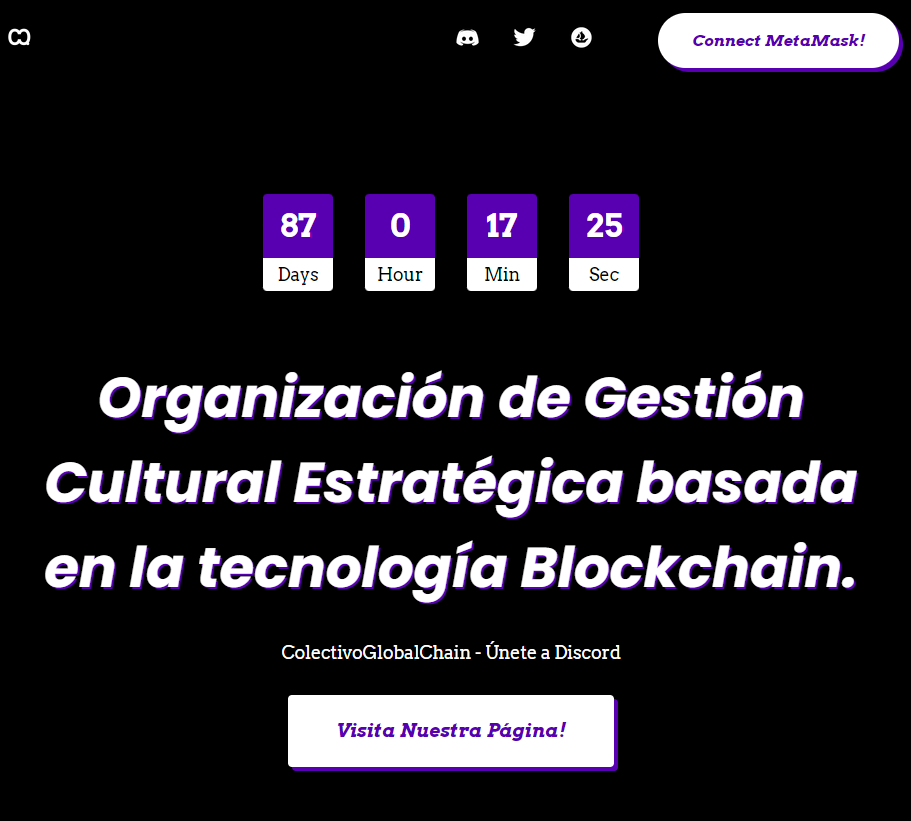 Connect MetaMask!
87 0 17 25
Days Hour Min Sec
Organización de Gestión
Cultural Estratégica basada
en la tecnología Blockchain.
ColectivoGlobalChain - Únete a Discord
Visita Nuestra Página!